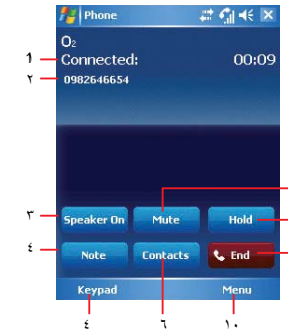 Phone
O₂
١ Connected: 00:09
٢ 0982646654
٣ Speaker On Mute Hold
٤ Note Contacts End
Keypad Menu
٤ ٦ ١٠